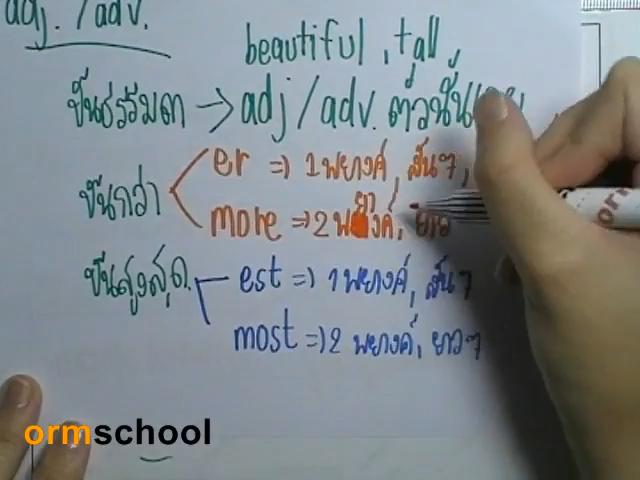 adj. /adv.
beautiful , tall,
ขั้นธรรมดา → adj/adv. ตัวนั้น
ขั้นกว่า
er ⇒ 1 พยางค์, สั้นๆ,
more ⇒ 2 พยางค์, ยาว
ขั้นสูงสุด
est ⇒ 1 พยางค์, สั้นๆ
most ⇒ 2 พยางค์, ยาวๆ
ormschool